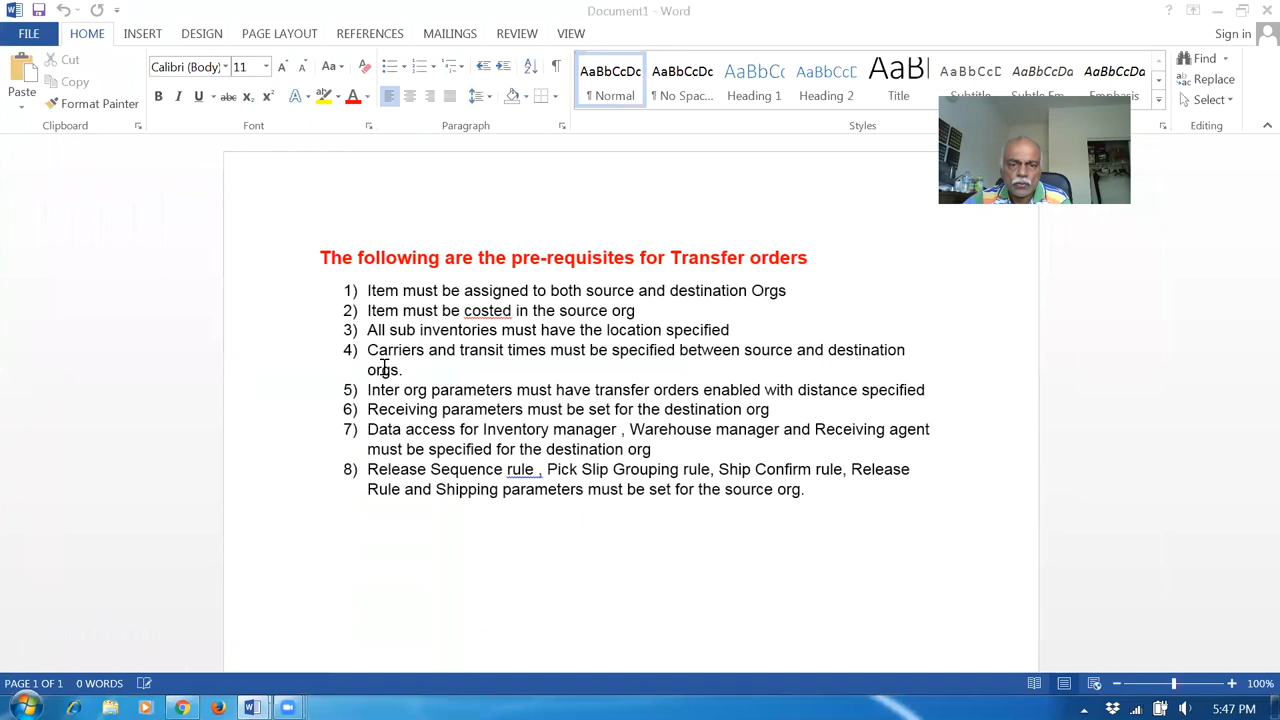 Document1 - Word
?
FILE HOME INSERT DESIGN PAGE LAYOUT REFERENCES MAILINGS REVIEW VIEW Sign in
Paste Cut Copy Format Painter
Calibri (Body) 11
AaBbCcDc AaBbCcDc AaBbCc AaBbCcD AaBl AaBbCcD AaBbCcDa AaBbCcDa
¶ Normal ¶ No Spac... Heading 1 Heading 2 Title Subtitle Subtle Em... Emphasis
Find Replace Select
Clipboard Font Paragraph Styles Editing
The following are the pre-requisites for Transfer orders
1) Item must be assigned to both source and destination Orgs
2) Item must be costed in the source org
3) All sub inventories must have the location specified
4) Carriers and transit times must be specified between source and destination
orgs.
5) Inter org parameters must have transfer orders enabled with distance specified
6) Receiving parameters must be set for the destination org
7) Data access for Inventory manager , Warehouse manager and Receiving agent
must be specified for the destination org
8) Release Sequence rule , Pick Slip Grouping rule, Ship Confirm rule, Release
Rule and Shipping parameters must be set for the source org.
PAGE 1 OF 1 0 WORDS 100%
5:47 PM